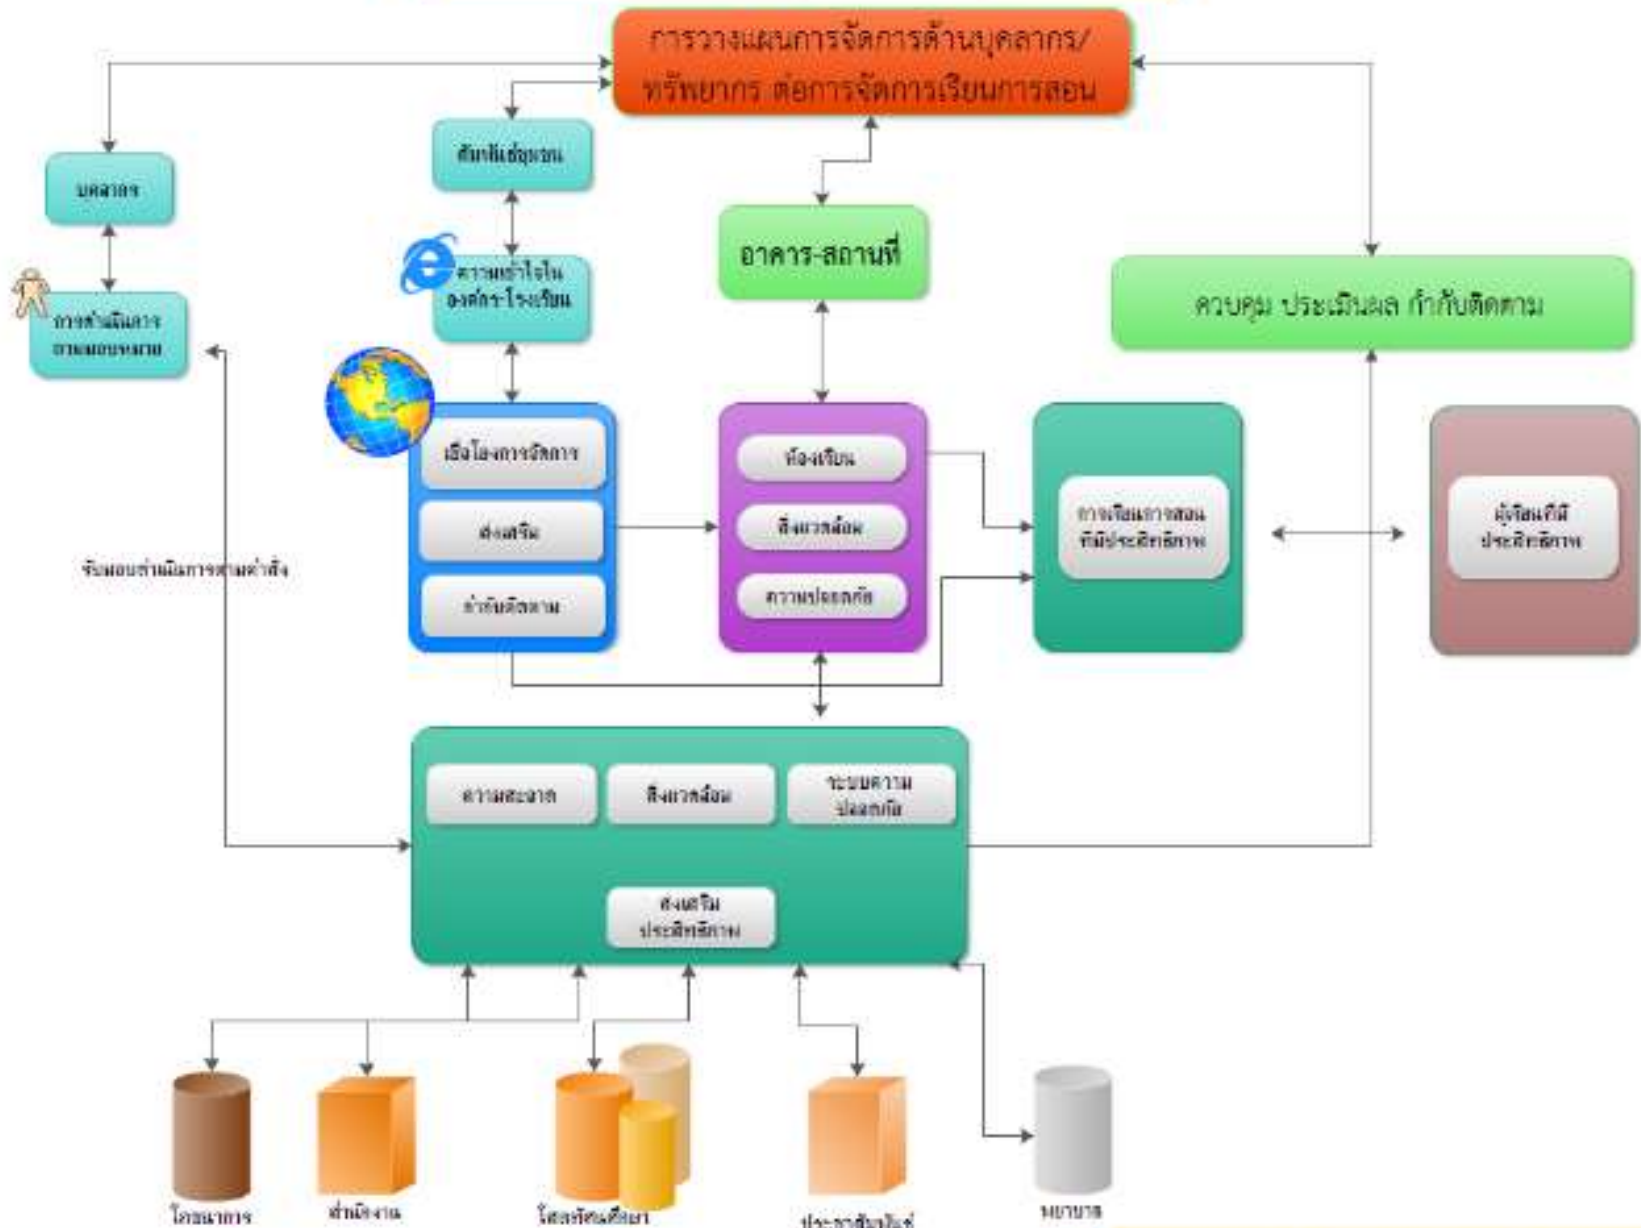 การวางแผนการจัดการด้านบุคลากร/
ทรัพยากร ต่อการจัดการเรียนการสอน
สัมพันธ์ชุมชน
บุคลากร
อาคาร-สถานที่
ความเข้าใจใน
องค์กร-โรงเรียน
ควบคุม ประเมินผล กำกับติดตาม
การดำเนินการ
ตามมอบหมาย
เชื่อมโยงการจัดการ
ส่งเสริม
กำกับติดตาม
ห้องเรียน
สิ่งแวดล้อม
ความปลอดภัย
การเรียนการสอน
ที่มีประสิทธิภาพ
ผู้เรียนที่มี
ประสิทธิภาพ
รับมอบดำเนินการตามคำสั่ง
ความสะอาด
สิ่งแวดล้อม
ระบบความ
ปลอดภัย
ส่งเสริม
ประสิทธิภาพ
โภชนาการ
สำนักงาน
โสตทัศนศึกษา
ประชาสัมพันธ์
พยาบาล